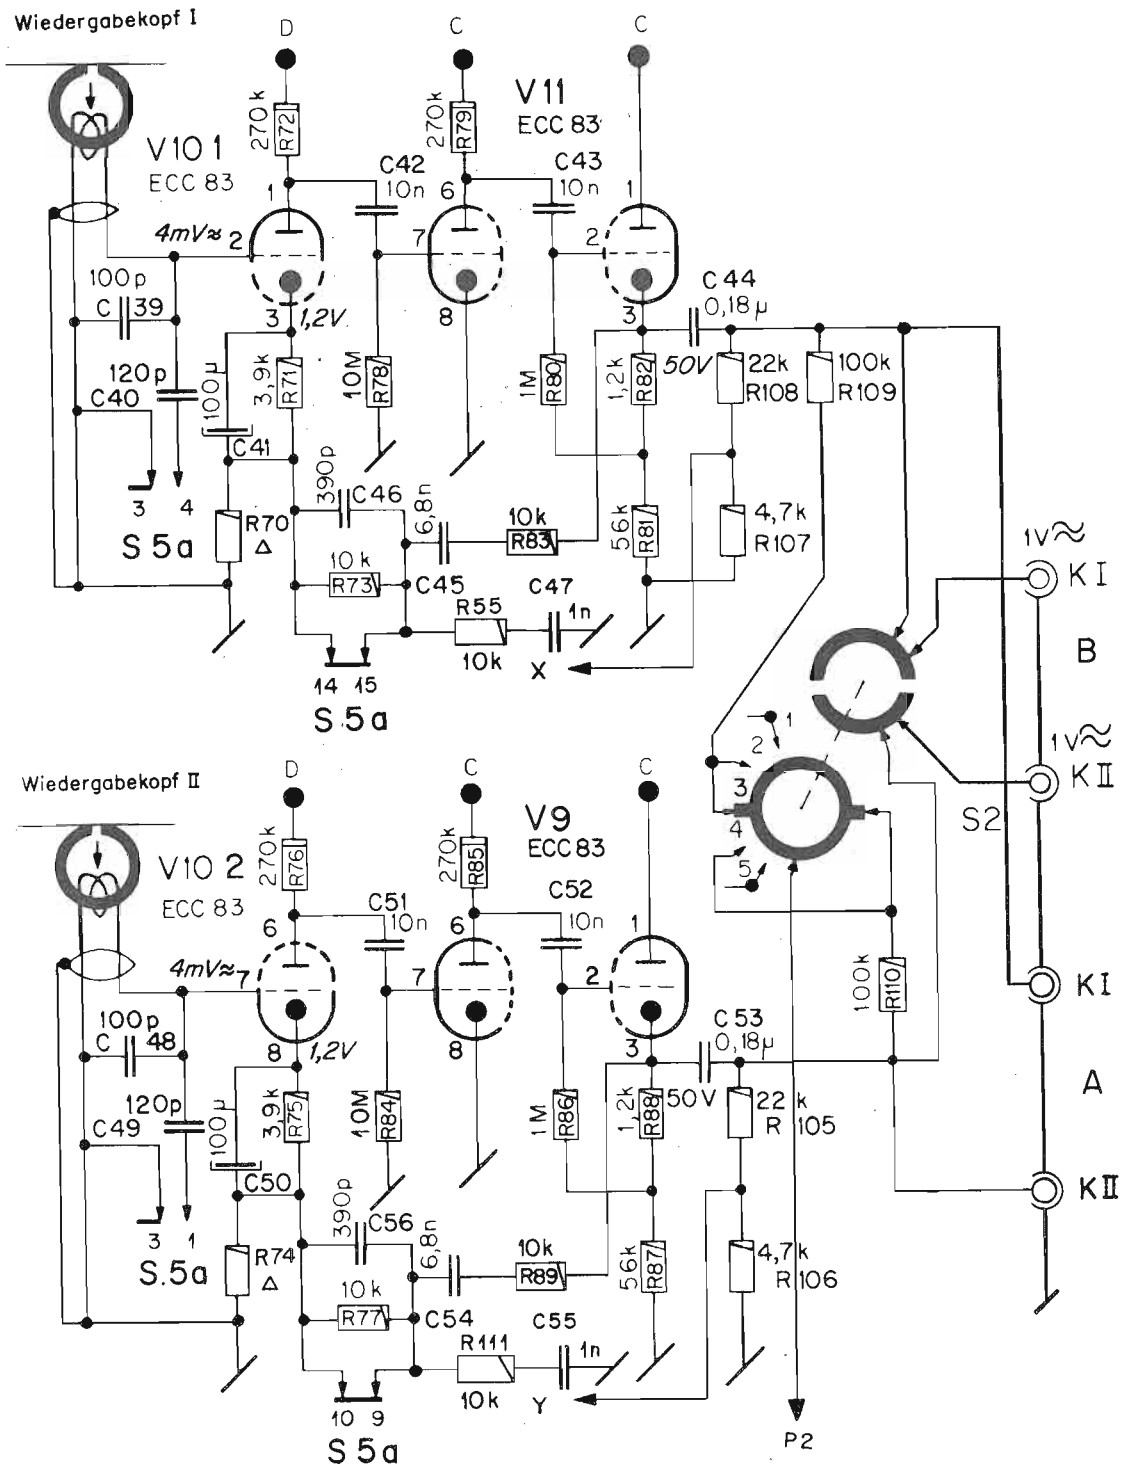 Wiedergabekopf I
D
C
C
270k
R72
270k
R79
V11
ECC 83
V10 1
ECC 83
C42
10n
C43
10n
1
6
1
4mV≈ 2
7
2
100p
C 39
3 1,2V
8
3
C 44
0,18µ
50V
120p
C40
100µ
3,9k
R71
10M
R78
1M
R80
1,2k
R82
22k
R108
100k
R109
C41
390p
C46
6,8n
3 4
S 5a
R70
Δ
10k
R83
56k
R81
4,7k
R107
10k
R73
C45
C47
1n
R55
10k
X
14 15
S 5a
1V≈
K I
B
1V≈
K II
1
2
3
4
5
S2
Wiedergabekopf II
D
C
C
270k
R76
270k
R85
V9
ECC 83
V10 2
ECC 83
C51
10n
C52
10n
6
6
1
4mV≈ 7
7
2
100k
R110
K I
100p
C 48
8 1,2V
8
3
C 53
0,18µ
50V
A
120p
C49
100µ
3,9k
R75
10M
R84
1M
R86
1,2k
R88
22k
R 105
K II
C50
390p
C56
6,8n
3 1
S.5a
R74
Δ
10k
R89
56k
R87
4,7k
R 106
10k
R77
C54
C55
1n
R111
10k
Y
10 9
S 5a
P2